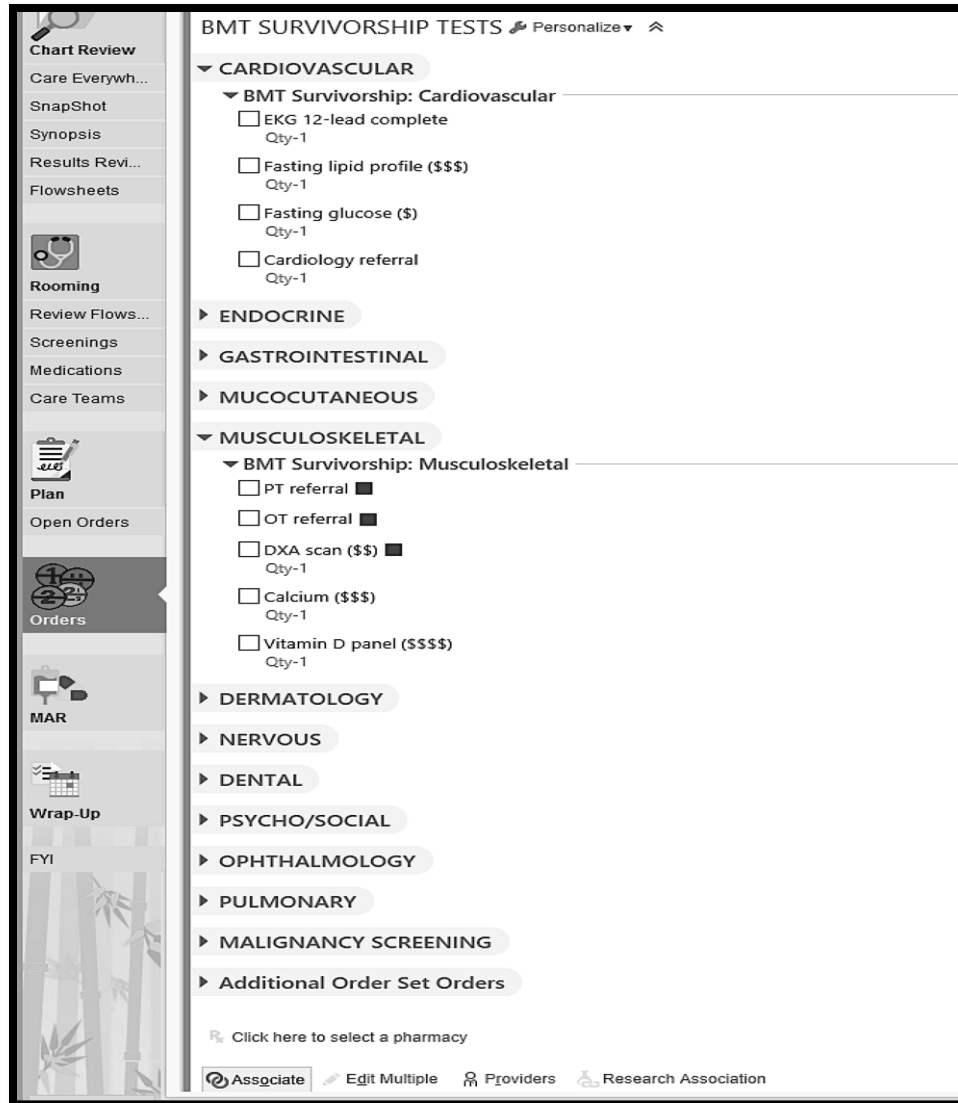 Chart Review
Care Everywh...
SnapShot
Synopsis
Results Revi...
Flowsheets
Rooming
Review Flows...
Screenings
Medications
Care Teams
Plan
Open Orders
Orders
MAR
Wrap-Up
FYI
BMT SURVIVORSHIP TESTS Personalize
CARDIOVASCULAR
BMT Survivorship: Cardiovascular
EKG 12-lead complete
Qty-1
Fasting lipid profile ($$$)
Qty-1
Fasting glucose ($)
Qty-1
Cardiology referral
Qty-1
ENDOCRINE
GASTROINTESTINAL
MUCOCUTANEOUS
MUSCULOSKELETAL
BMT Survivorship: Musculoskeletal
PT referral
OT referral
DXA scan ($$)
Qty-1
Calcium ($$$)
Qty-1
Vitamin D panel ($$$$)
Qty-1
DERMATOLOGY
NERVOUS
DENTAL
PSYCHO/SOCIAL
OPHTHALMOLOGY
PULMONARY
MALIGNANCY SCREENING
Additional Order Set Orders
Click here to select a pharmacy
Associate Edit Multiple Providers Research Association